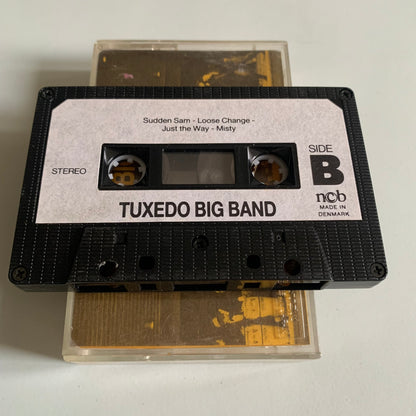 Sudden Sam - Loose Change -
Just the Way - Misty
STEREO
SIDE
B
TUXEDO BIG BAND
ncb
MADE IN
DENMARK